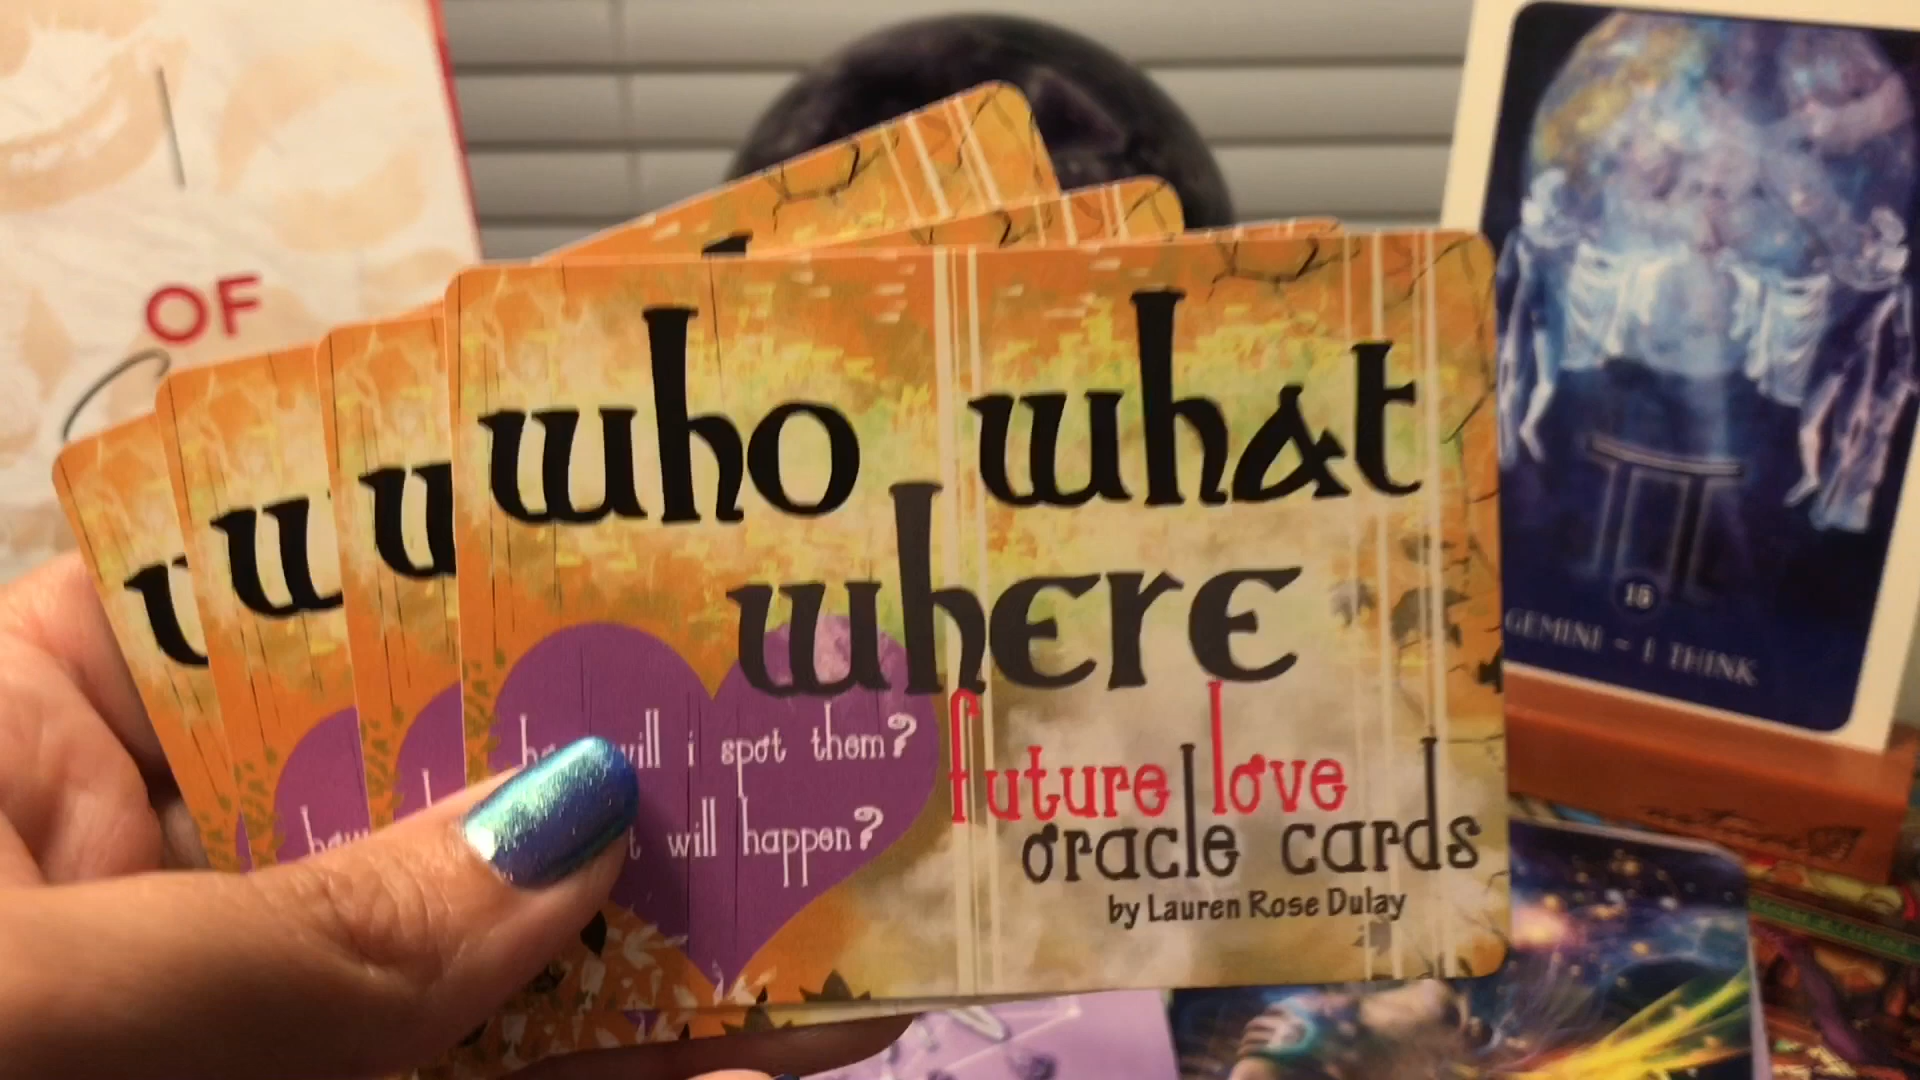 OF
who what
where
will i spot them?
will happen?
future love
oracle cards
by Lauren Rose Dulay
18
GEMINI ~ I THINK